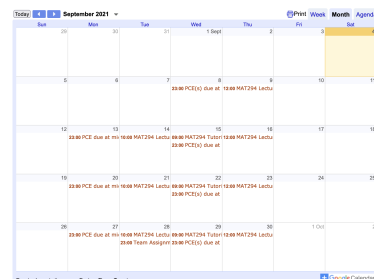 Today September 2021 Print Week Month Agend
Sun Mon Tue Wed Thu Fri Sat
29 30 31 1 Sept 2 3 4
5 6 7 8 9 10 11
23:00 PCE(s) due at 12:00 MAT294 Lectu
12 13 14 15 16 17 18
23:00 PCE due at mi 10:00 MAT294 Lectu 09:00 MAT294 Tutori 12:00 MAT294 Lectu
23:00 PCE(s) due at
19 20 21 22 23 24 25
23:00 PCE due at mi 10:00 MAT294 Lectu 09:00 MAT294 Tutori 12:00 MAT294 Lectu
23:00 PCE(s) due at
26 27 28 29 30 1 Oct 2
23:00 PCE due at mi 10:00 MAT294 Lectu 09:00 MAT294 Tutori 12:00 MAT294 Lectu
23:00 Team Assignm 23:00 PCE(s) due at
Google Calendar